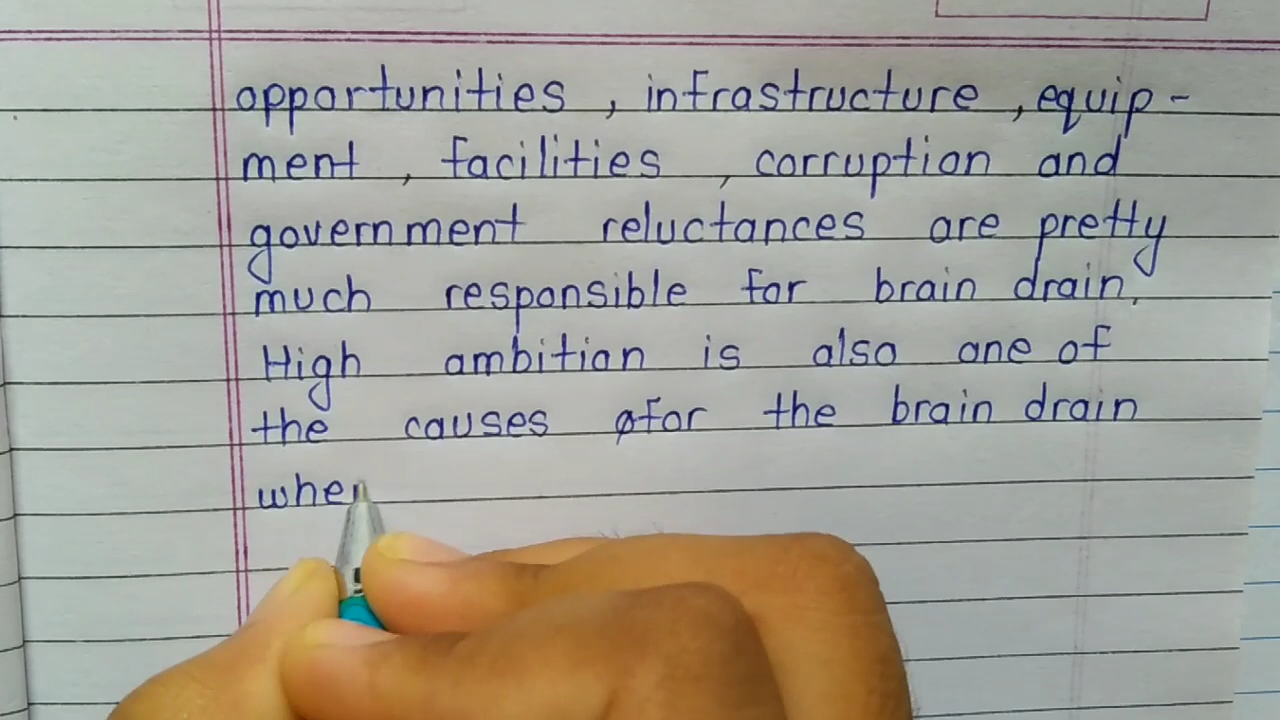 opportunities , infrastructure , equip-
ment , facilities , corruption and
government reluctances are pretty
much responsible for brain drain.
High ambition is also one of
the causes for the brain drain
when